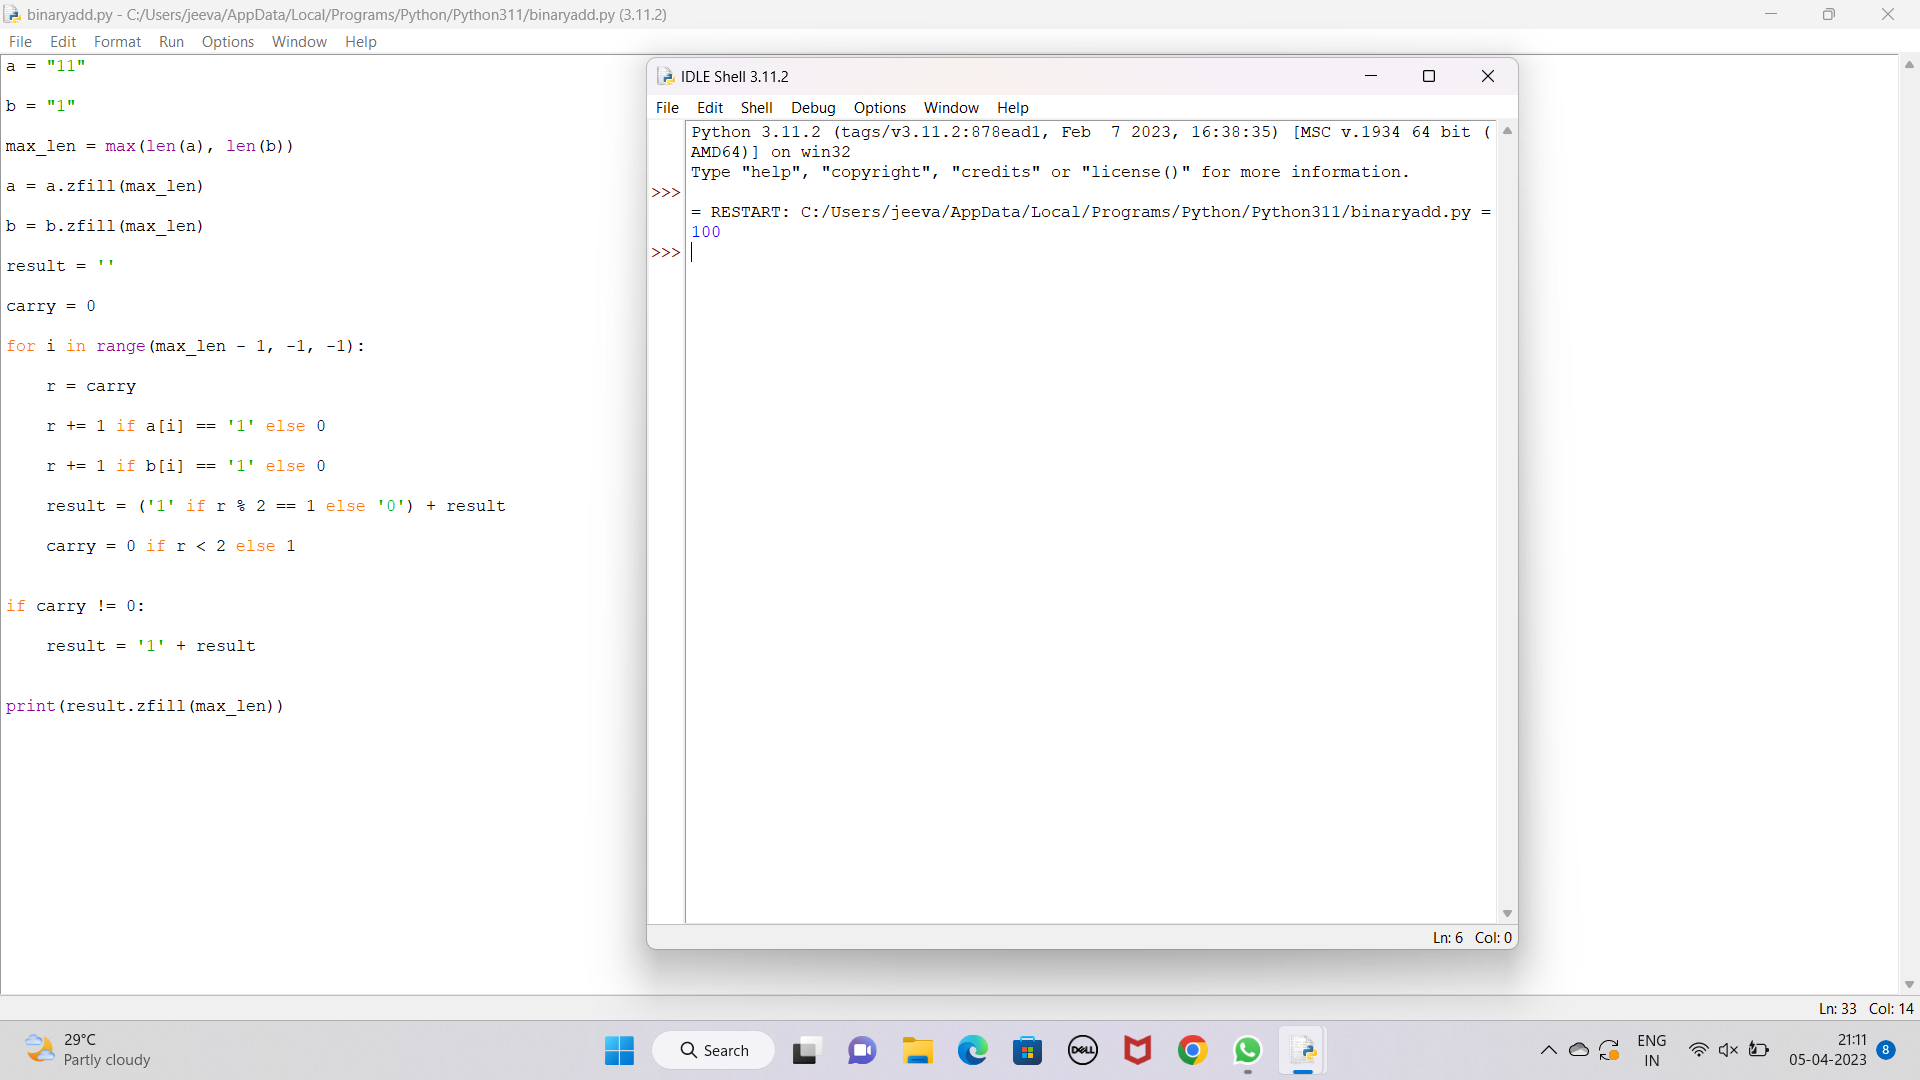 binaryadd.py - C:/Users/jeeva/AppData/Local/Programs/Python/Python311/binaryadd.py (3.11.2)
File Edit Format Run Options Window Help
a = "11"
b = "1"
max_len = max(len(a), len(b))
a = a.zfill(max_len)
b = b.zfill(max_len)
result = ''
carry = 0
for i in range(max_len - 1, -1, -1):
    r = carry
    r += 1 if a[i] == '1' else 0
    r += 1 if b[i] == '1' else 0
    result = ('1' if r % 2 == 1 else '0') + result
    carry = 0 if r < 2 else 1
if carry != 0:
    result = '1' + result
print(result.zfill(max_len))
IDLE Shell 3.11.2
File Edit Shell Debug Options Window Help
Python 3.11.2 (tags/v3.11.2:878ead1, Feb  7 2023, 16:38:35) [MSC v.1934 64 bit (
AMD64)] on win32
Type "help", "copyright", "credits" or "license()" for more information.
>>>
= RESTART: C:/Users/jeeva/AppData/Local/Programs/Python/Python311/binaryadd.py =
100
>>>
Ln: 6 Col: 0
Ln: 33 Col: 14
29°C
Partly cloudy
Search
DELL
ENG
IN
21:11
05-04-2023
8